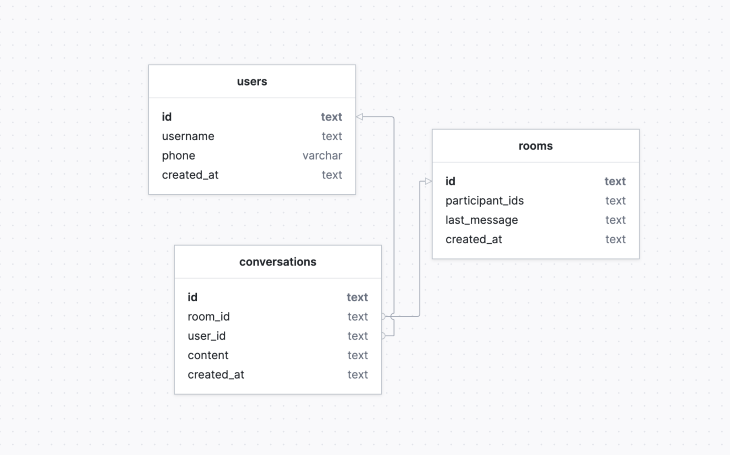 users
id text
username text
phone varchar
created_at text
rooms
id text
participant_ids text
last_message text
created_at text
conversations
id text
room_id text
user_id text
content text
created_at text